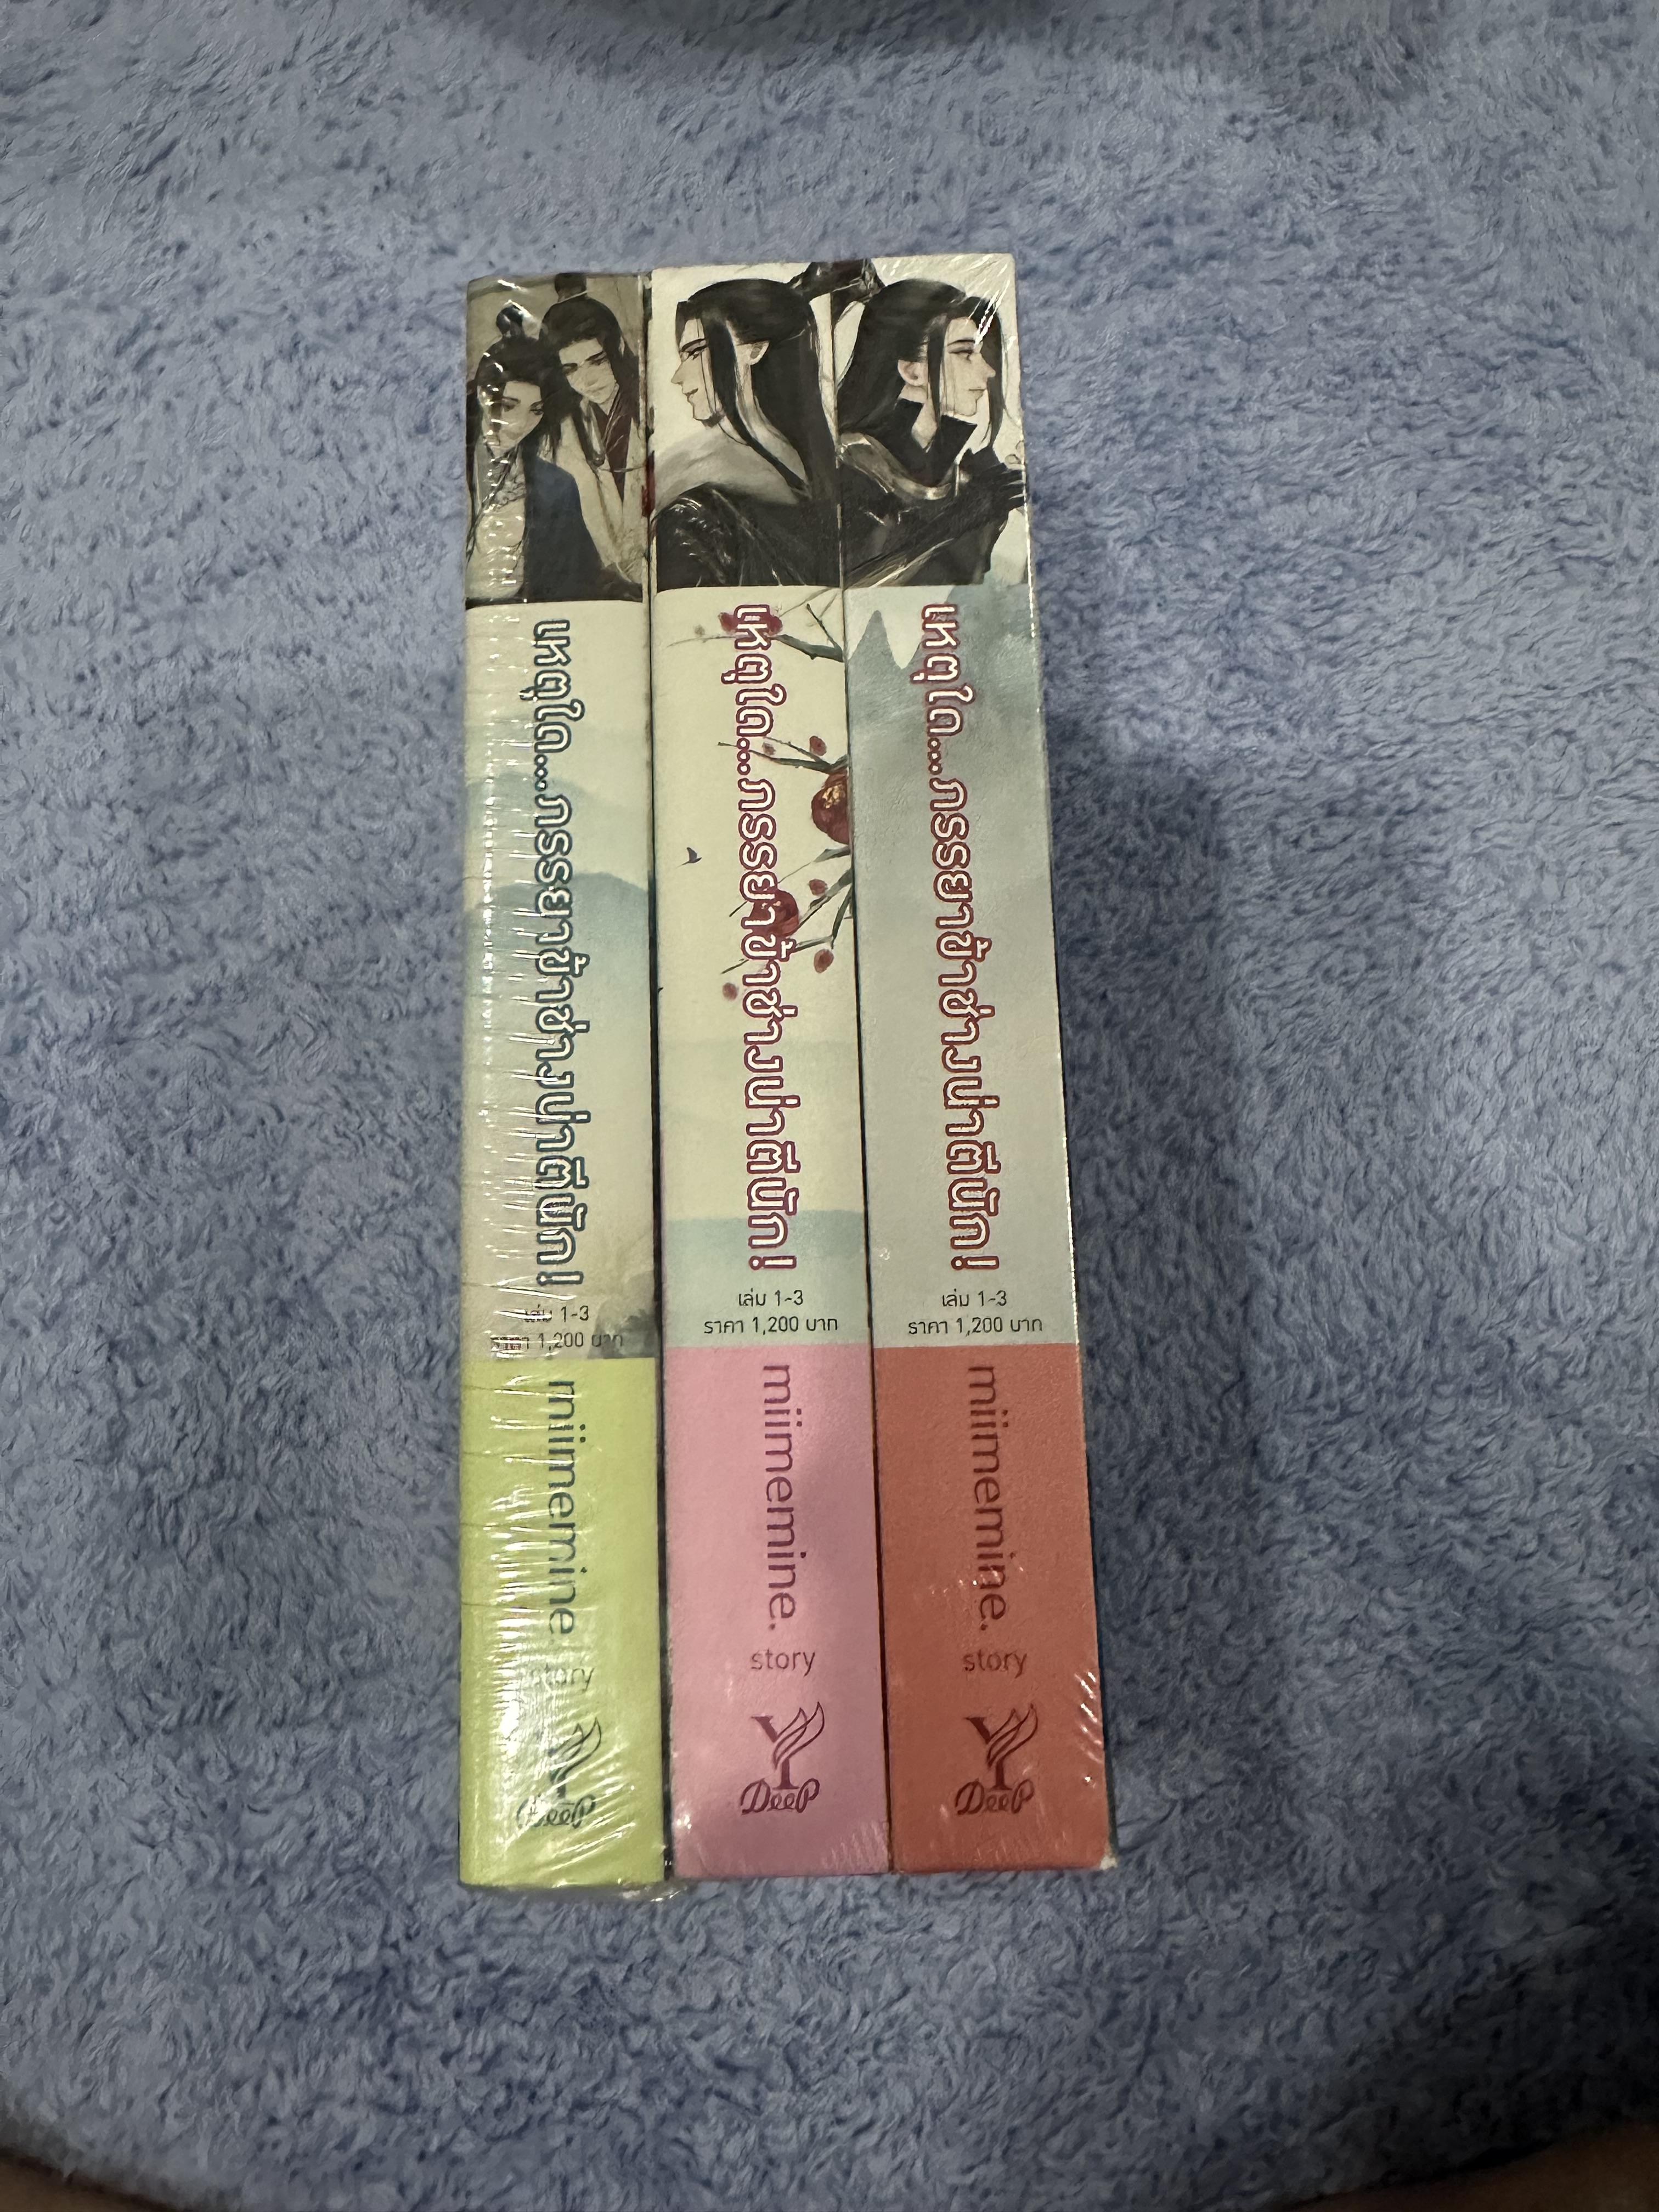 เหตุใด...ภรรยาข้าช่างน่าตีนัก!
เล่ม 1-3
ราคา 1,200 บาท
miimemine.
story
Deep
เหตุใด...ภรรยาข้าช่างน่าตีนัก!
เล่ม 1-3
ราคา 1,200 บาท
miimemine.
story
Y
Deep
เหตุใด...ภรรยาข้าช่างน่าตีนัก!
เล่ม 1-3
ราคา 1,200 บาท
miimemine.
story
Y
Deep